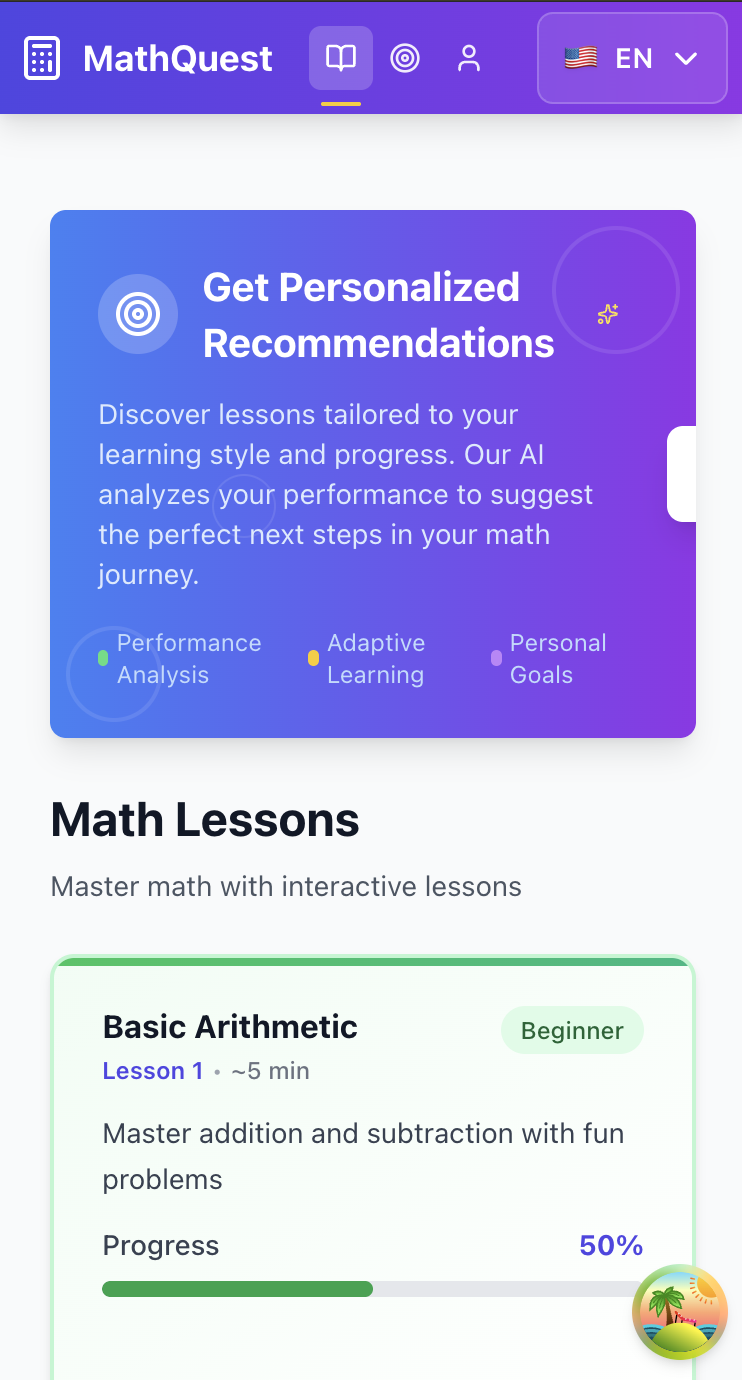 MathQuest
EN
Get Personalized
Recommendations
Discover lessons tailored to your
learning style and progress. Our AI
analyzes your performance to suggest
the perfect next steps in your math
journey.
Performance
Analysis
Adaptive
Learning
Personal
Goals
Math Lessons
Master math with interactive lessons
Basic Arithmetic
Beginner
Lesson 1 • ~5 min
Master addition and subtraction with fun
problems
Progress 50%